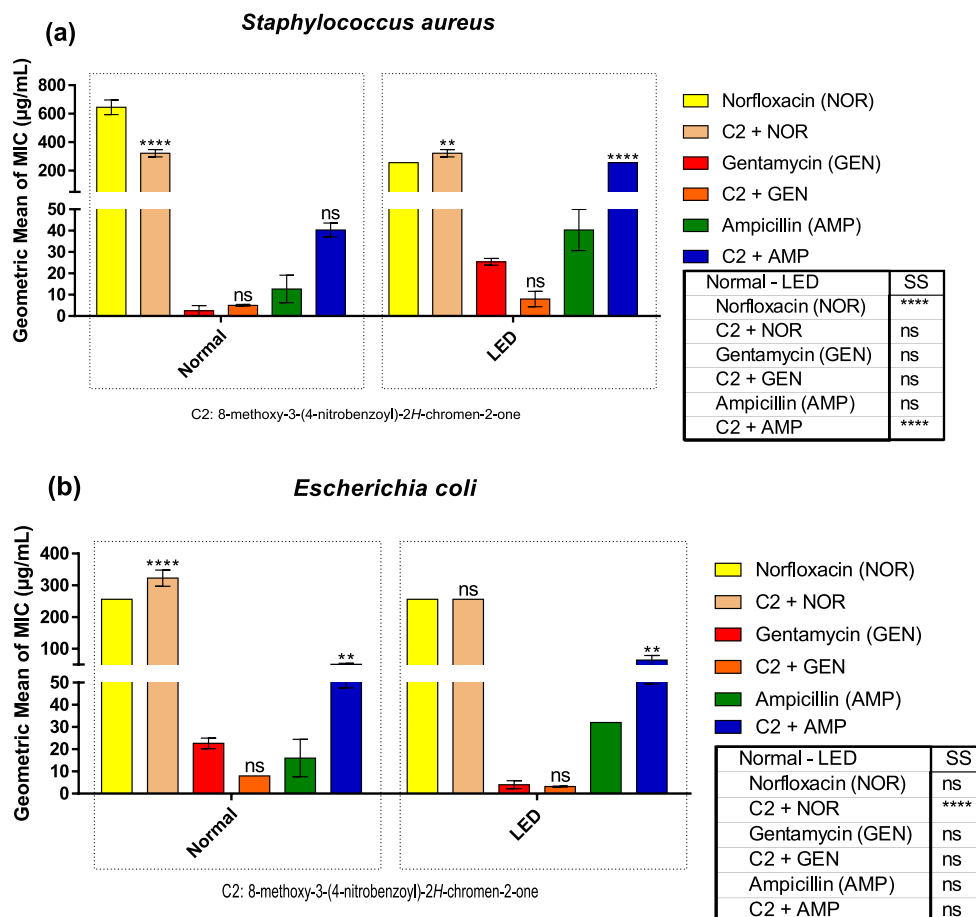 (a)
Staphylococcus aureus
Geometric Mean of MIC (µg/mL)
800
600
400
200
50
40
30
20
10
0
****
ns
ns
**
ns
****
Normal
LED
Norfloxacin (NOR)
C2 + NOR
Gentamycin (GEN)
C2 + GEN
Ampicillin (AMP)
C2 + AMP
Normal - LED SS
Norfloxacin (NOR) ****
C2 + NOR ns
Gentamycin (GEN) ns
C2 + GEN ns
Ampicillin (AMP) ns
C2 + AMP ****
C2: 8-methoxy-3-(4-nitrobenzoyl)-2H-chromen-2-one
(b)
Escherichia coli
Geometric Mean of MIC (µg/mL)
400
300
200
100
50
40
30
20
10
0
****
ns
**
ns
ns
**
Normal
LED
Norfloxacin (NOR)
C2 + NOR
Gentamycin (GEN)
C2 + GEN
Ampicillin (AMP)
C2 + AMP
Normal - LED SS
Norfloxacin (NOR) ns
C2 + NOR ****
Gentamycin (GEN) ns
C2 + GEN ns
Ampicillin (AMP) ns
C2 + AMP ns
C2: 8-methoxy-3-(4-nitrobenzoyl)-2H-chromen-2-one